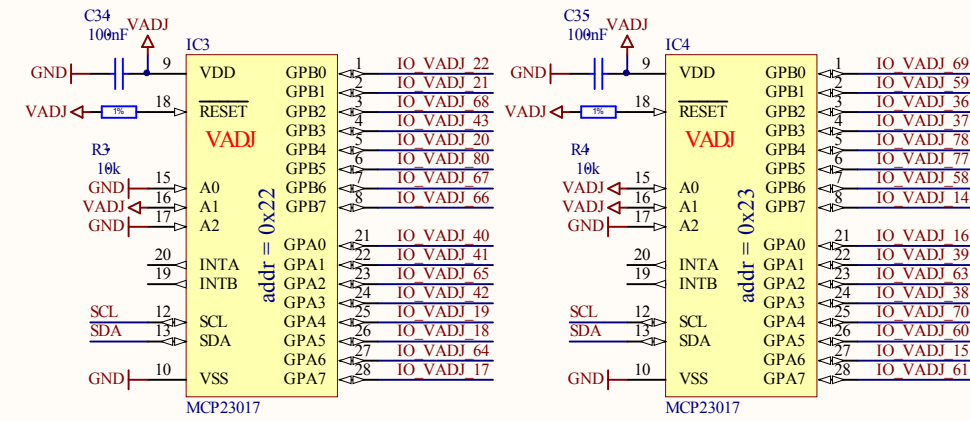 C34
100nF
VADJ
IC3
GND
9
VDD
GPB0
1
IO_VADJ_22
GPB1
2
IO_VADJ_21
VADJ
1%
18
RESET
GPB2
3
IO_VADJ_68
VADJ
GPB3
4
IO_VADJ_43
R3
10k
GPB4
5
IO_VADJ_20
GPB5
6
IO_VADJ_80
GND
15
A0
GPB6
7
IO_VADJ_67
VADJ
16
A1
GPB7
8
IO_VADJ_66
GND
17
A2
addr = 0x22
GPA0
21
IO_VADJ_40
20
INTA
GPA1
22
IO_VADJ_41
19
INTB
GPA2
23
IO_VADJ_65
GPA3
24
IO_VADJ_42
SCL
12
SCL
GPA4
25
IO_VADJ_19
SDA
13
SDA
GPA5
26
IO_VADJ_18
GPA6
27
IO_VADJ_64
GND
10
VSS
GPA7
28
IO_VADJ_17
MCP23017
C35
100nF
VADJ
IC4
GND
9
VDD
GPB0
1
IO_VADJ_69
GPB1
2
IO_VADJ_59
VADJ
1%
18
RESET
GPB2
3
IO_VADJ_36
VADJ
GPB3
4
IO_VADJ_37
R4
10k
GPB4
5
IO_VADJ_78
GPB5
6
IO_VADJ_77
VADJ
15
A0
GPB6
7
IO_VADJ_58
VADJ
16
A1
GPB7
8
IO_VADJ_14
GND
17
A2
addr = 0x23
GPA0
21
IO_VADJ_16
20
INTA
GPA1
22
IO_VADJ_39
19
INTB
GPA2
23
IO_VADJ_63
GPA3
24
IO_VADJ_38
SCL
12
SCL
GPA4
25
IO_VADJ_70
SDA
13
SDA
GPA5
26
IO_VADJ_60
GPA6
27
IO_VADJ_15
GND
10
VSS
GPA7
28
IO_VADJ_61
MCP23017